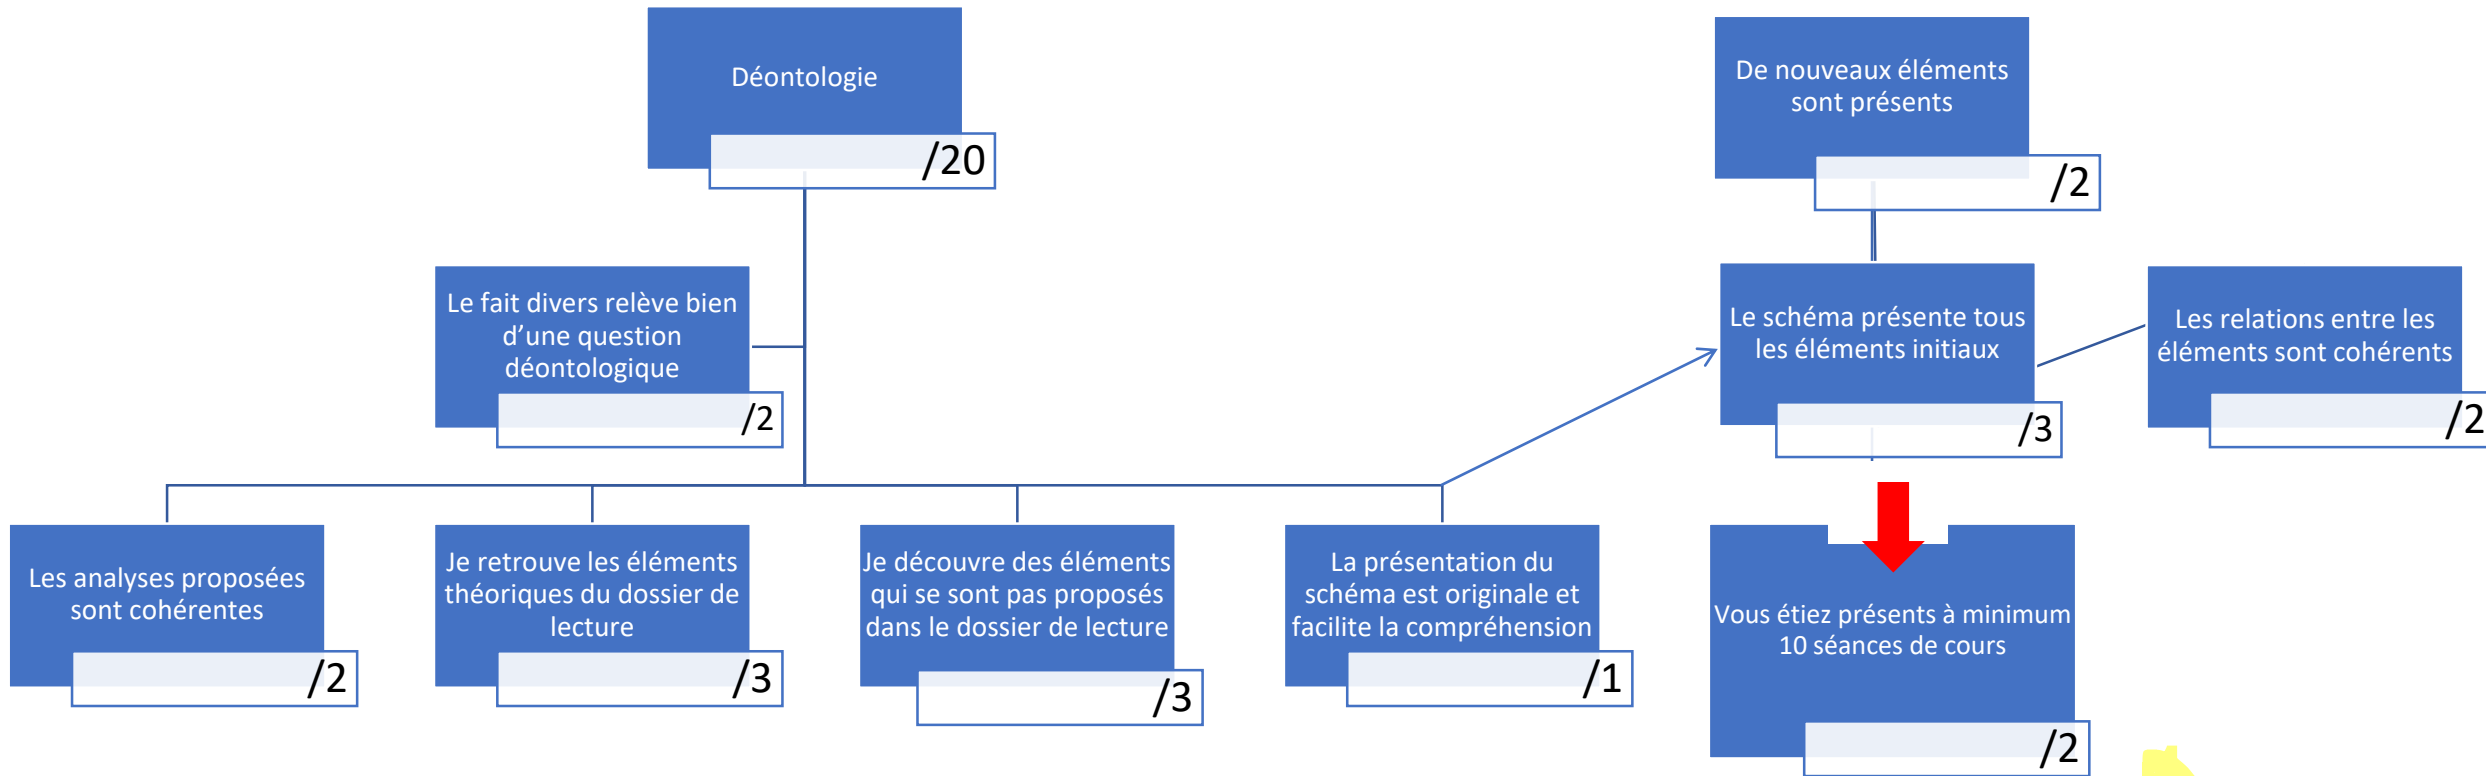 Déontologie
/20
De nouveaux éléments
sont présents
/2
Le fait divers relève bien
d’une question
déontologique
/2
Le schéma présente tous
les éléments initiaux
/3
Les relations entre les
éléments sont cohérents
/2
Les analyses proposées
sont cohérentes
/2
Je retrouve les éléments
théoriques du dossier de
lecture
/3
Je découvre des éléments
qui se sont pas proposés
dans le dossier de lecture
/3
La présentation du
schéma est originale et
facilite la compréhension
/1
Vous étiez présents à minimum
10 séances de cours
/2